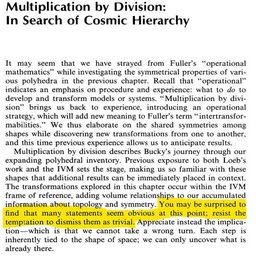 Multiplication by Division:
In Search of Cosmic Hierarchy
It may seem that we have strayed from Fuller's "operational
mathematics" while investigating the symmetrical properties of vari-
ous polyhedra in the previous chapter. Recall that "operational"
indicates an emphasis on procedure and experience: what to do to
develop and transform models or systems. "Multiplication by divi-
sion" brings us back to experience, introducing an operational
strategy, which will add new meaning to Fuller's term "intertransfor-
mabilities." We thus elaborate on the shared symmetries among
shapes while discovering new transformations from one to another,
and this time previous experience allows us to anticipate results.
Multiplication by division describes Bucky's journey through our
expanding polyhedral inventory. Previous exposure to both Loeb's
work and the IVM sets the stage, making us so familiar with these
shapes that additional results can be immediately placed in context.
The transformations explored in this chapter occur within the IVM
frame of reference, adding volume relationships to our accumulated
information about topology and symmetry. You may be surprised to
find that many statements seem obvious at this point; resist the
temptation to dismiss them as trivial. Appreciate instead the implica-
tion—which is that we cannot take a wrong turn. Each step is
inherently tied to the shape of space; we can only uncover what is
already there.